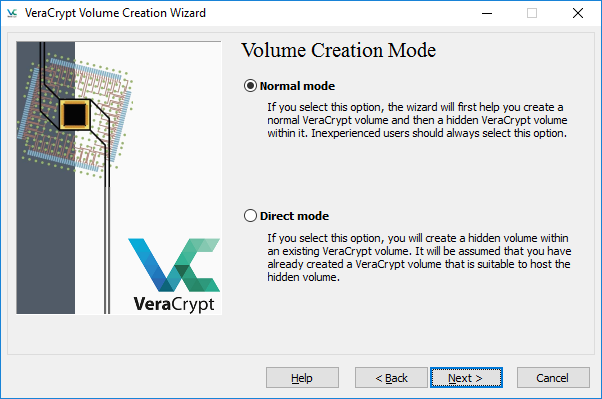 VeraCrypt Volume Creation Wizard
Volume Creation Mode
Normal mode
If you select this option, the wizard will first help you create a
normal VeraCrypt volume and then a hidden VeraCrypt volume
within it. Inexperienced users should always select this option.
Direct mode
If you select this option, you will create a hidden volume within
an existing VeraCrypt volume. It will be assumed that you have
already created a VeraCrypt volume that is suitable to host the
hidden volume.
VeraCrypt
Help
< Back
Next >
Cancel